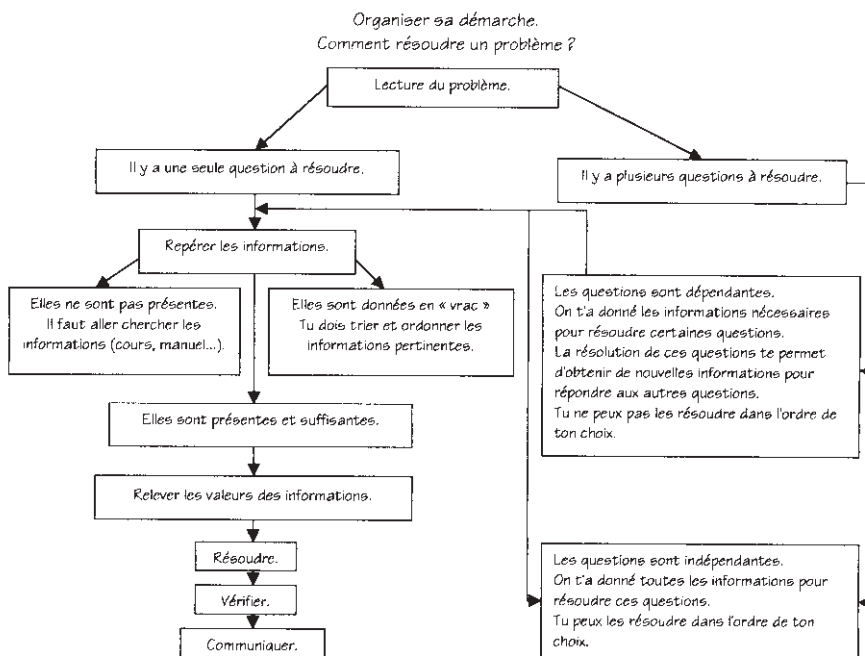 Organiser sa démarche.
Comment résoudre un problème ?
Lecture du problème.
Il y a une seule question à résoudre.
Il y a plusieurs questions à résoudre.
Repérer les informations.
Elles ne sont pas présentes.
Il faut aller chercher les
informations (cours, manuel...).
Elles sont données en « vrac »
Tu dois trier et ordonner les
informations pertinentes.
Les questions sont dépendantes.
On t'a donné les informations nécessaires
pour résoudre certaines questions.
La résolution de ces questions te permet
d'obtenir de nouvelles informations pour
répondre aux autres questions.
Tu ne peux pas les résoudre dans l'ordre de
ton choix.
Elles sont présentes et suffisantes.
Relever les valeurs des informations.
Résoudre.
Vérifier.
Communiquer.
Les questions sont indépendantes.
On t'a donné toutes les informations pour
résoudre ces questions.
Tu peux les résoudre dans l'ordre de ton
choix.